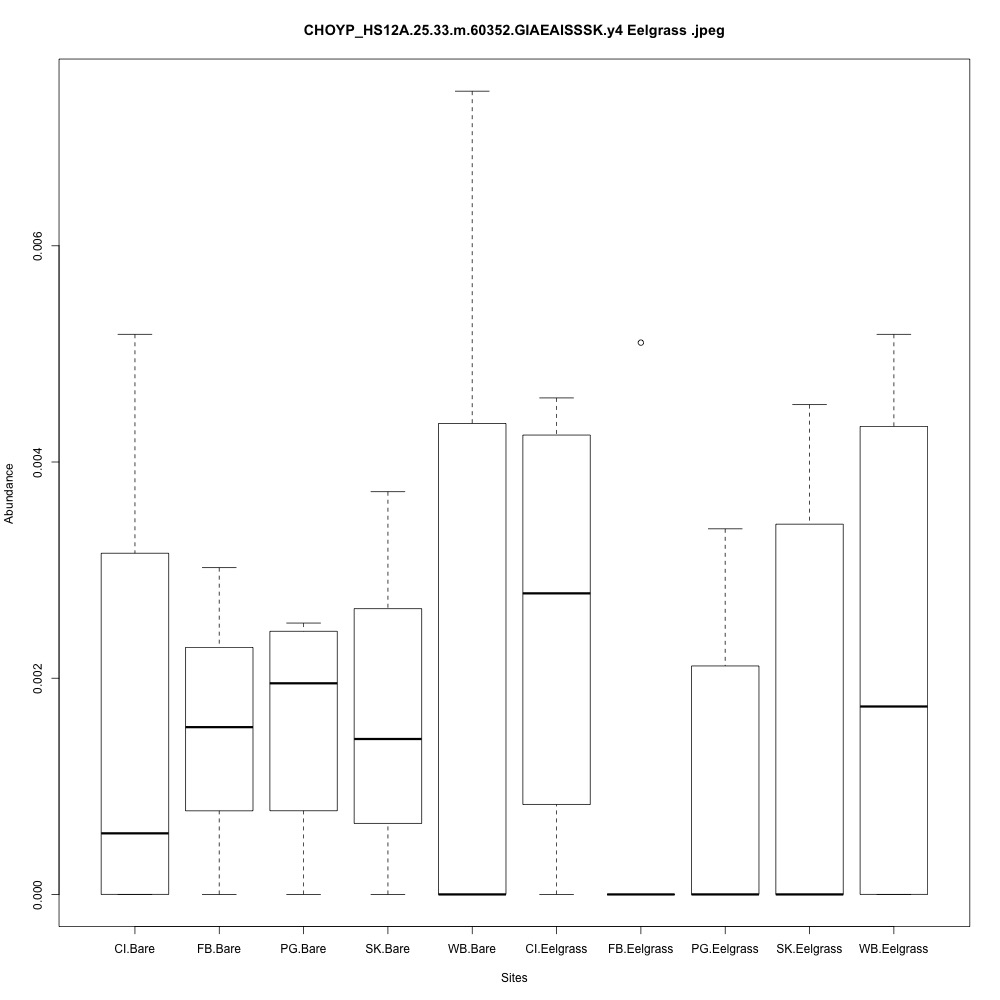 CHOYP_HS12A.25.33.m.60352.GIAEAISSSK.y4 Eelgrass .jpeg
0.006
0.004
0.002
0.000
Abundance
CI.Bare FB.Bare PG.Bare SK.Bare WB.Bare CI.Eelgrass FB.Eelgrass PG.Eelgrass SK.Eelgrass WB.Eelgrass
Sites